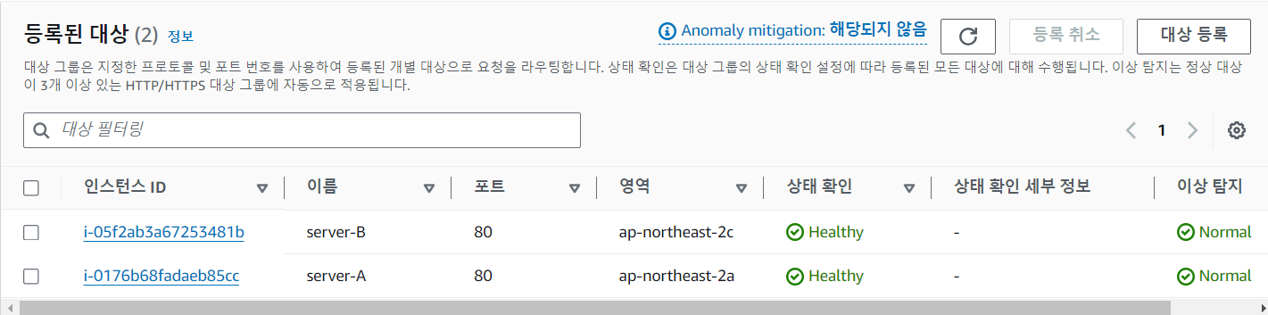 등록된 대상 (2) 정보
Anomaly mitigation: 해당되지 않음
등록 취소
대상 등록
대상 그룹은 지정한 프로토콜 및 포트 번호를 사용하여 등록된 개별 대상으로 요청을 라우팅합니다. 상태 확인은 대상 그룹의 상태 확인 설정에 따라 등록된 모든 대상에 대해 수행됩니다. 이상 탐지는 정상 대상
이 3개 이상 있는 HTTP/HTTPS 대상 그룹에 자동으로 적용됩니다.
대상 필터링
1
인스턴스 ID 이름 포트 영역 상태 확인 상태 확인 세부 정보 이상 탐지
i-05f2ab3a67253481b server-B 80 ap-northeast-2c Healthy - Normal
i-0176b68fadaeb85cc server-A 80 ap-northeast-2a Healthy - Normal